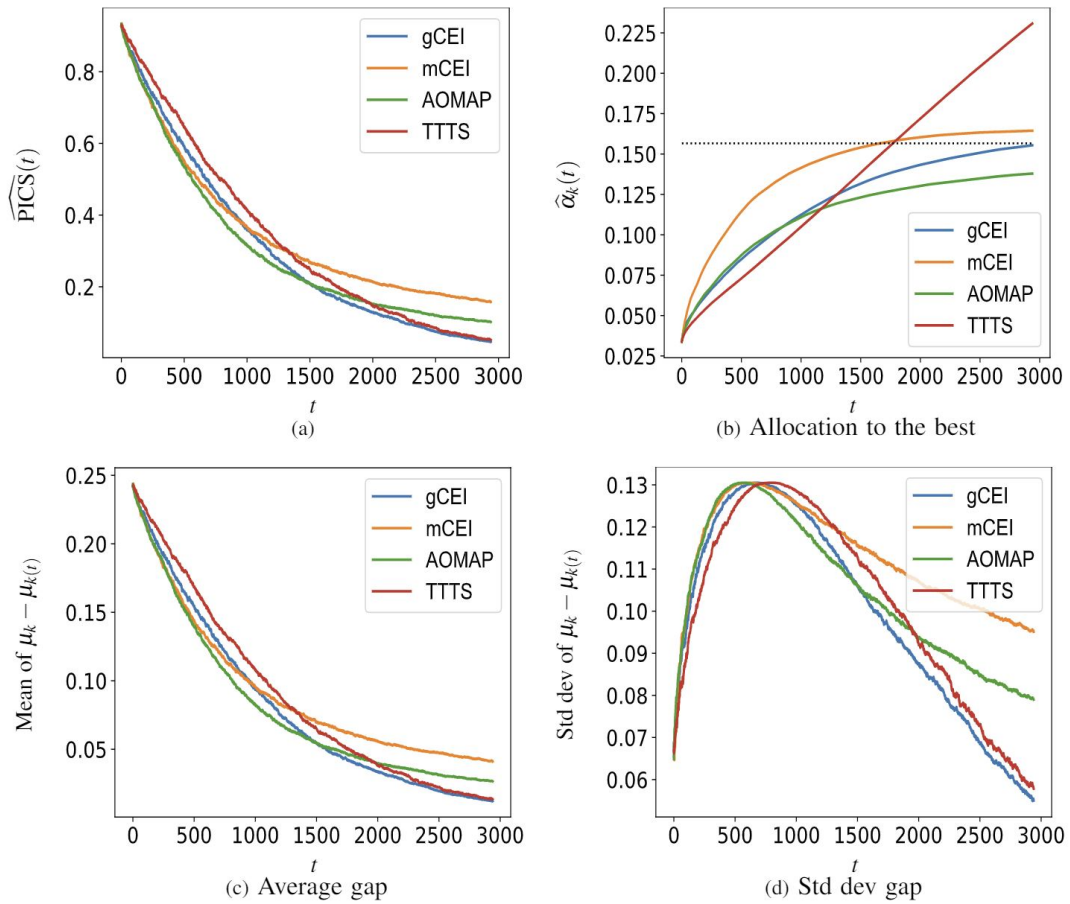 gCEI
mCEI
AOMAP
TTTS
0.8
0.6
0.4
0.2
0 500 1000 1500 2000 2500 3000
P̂ICS(t)
t
(a)
gCEI
mCEI
AOMAP
TTTS
0.225
0.200
0.175
0.150
0.125
0.100
0.075
0.050
0.025
0 500 1000 1500 2000 2500 3000
α̂ₖ(t)
t
(b) Allocation to the best
gCEI
mCEI
AOMAP
TTTS
0.25
0.20
0.15
0.10
0.05
0 500 1000 1500 2000 2500 3000
Mean of μₖ − μₖ₍ₜ₎
t
(c) Average gap
gCEI
mCEI
AOMAP
TTTS
0.13
0.12
0.11
0.10
0.09
0.08
0.07
0.06
0 500 1000 1500 2000 2500 3000
Std dev of μₖ − μₖ₍ₜ₎
t
(d) Std dev gap